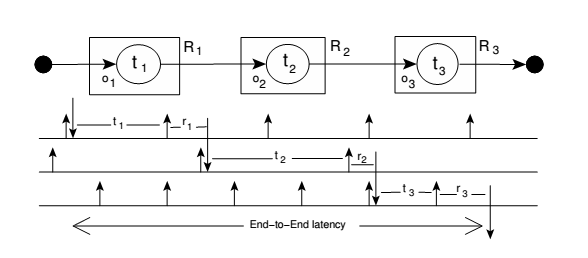 t1 R1 t2 R2 t3 R3
o1 o2 o3
t1 r1
t2 r2
t3 r3
End−to−End latency